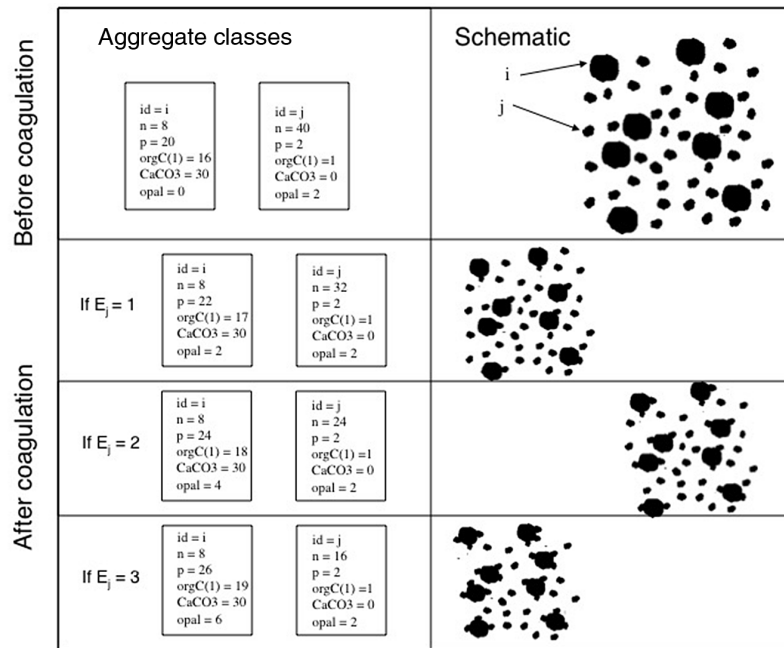 Aggregate classes
Schematic
Before coagulation
id = i
n = 8
p = 20
orgC(1) = 16
CaCO3 = 30
opal = 0
id = j
n = 40
p = 2
orgC(1) =1
CaCO3 = 0
opal = 2
i
j
After coagulation
If Ej = 1
id = i
n = 8
p = 22
orgC(1) = 17
CaCO3 = 30
opal = 2
id = j
n = 32
p = 2
orgC(1) =1
CaCO3 = 0
opal = 2
If Ej = 2
id = i
n = 8
p = 24
orgC(1) = 18
CaCO3 = 30
opal = 4
id = j
n = 24
p = 2
orgC(1) =1
CaCO3 = 0
opal = 2
If Ej = 3
id = i
n = 8
p = 26
orgC(1) = 19
CaCO3 = 30
opal = 6
id = j
n = 16
p = 2
orgC(1) =1
CaCO3 = 0
opal = 2